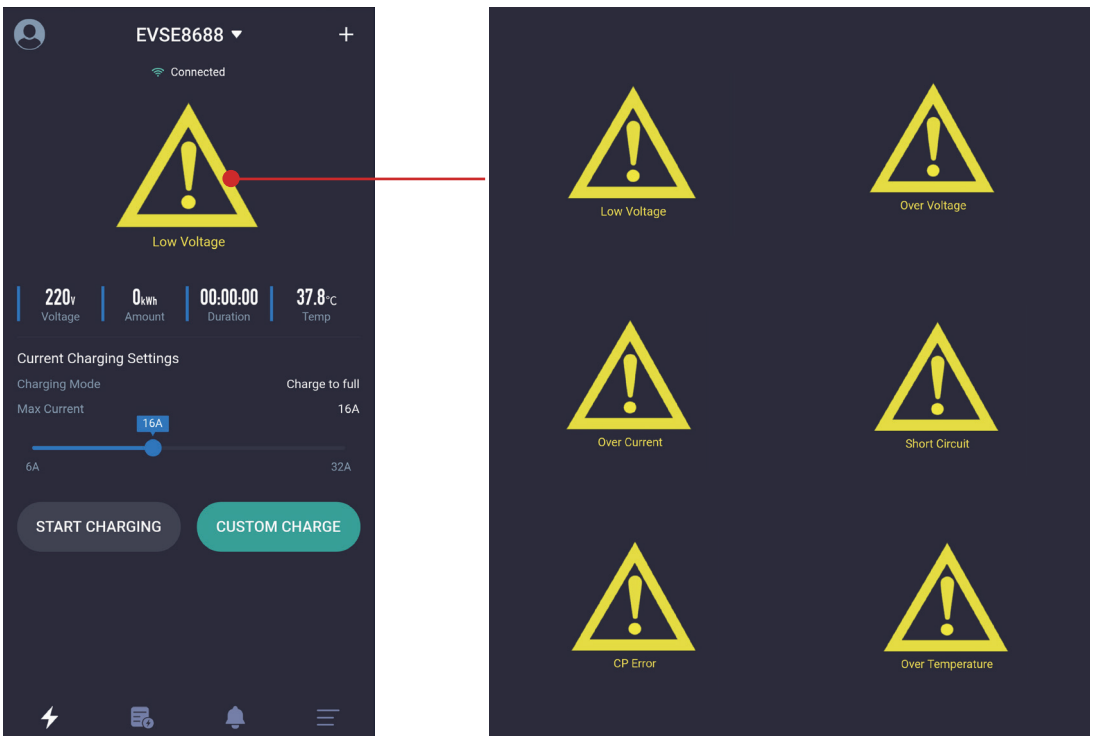 EVSE8688
Connected
Low Voltage
220V 0kWh 00:00:00 37.8°C
Voltage Amount Duration Temp
Current Charging Settings
Charging Mode Charge to full
Max Current 16A
16A
6A 32A
START CHARGING CUSTOM CHARGE
Low Voltage Over Voltage
Over Current Short Circuit
CP Error Over Temperature